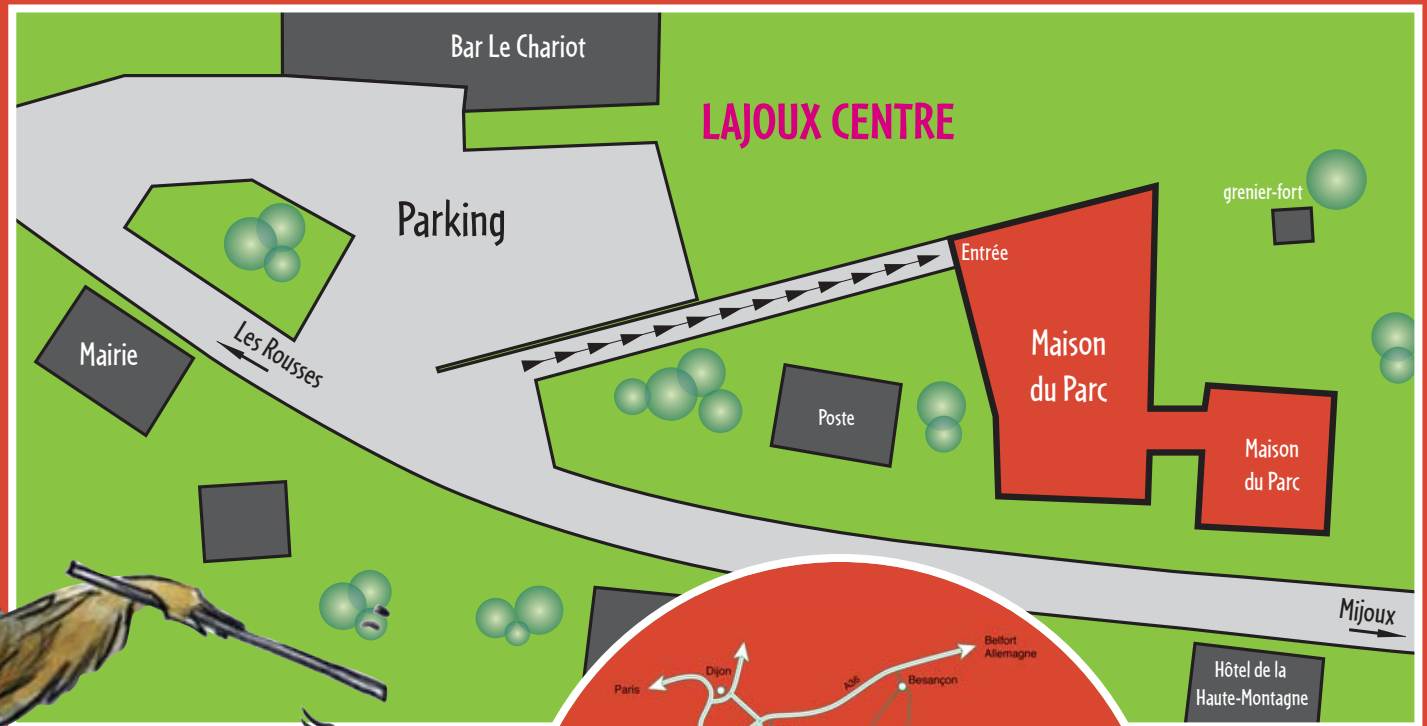 Bar Le Chariot
LAJOUX CENTRE
grenier-fort
Parking
Entrée
Les Rousses
Mairie
Maison
du Parc
Poste
Maison
du Parc
Mijoux
Hôtel de la
Haute-Montagne
Belfort
Allemagne
Dijon
Paris
A36
Besançon